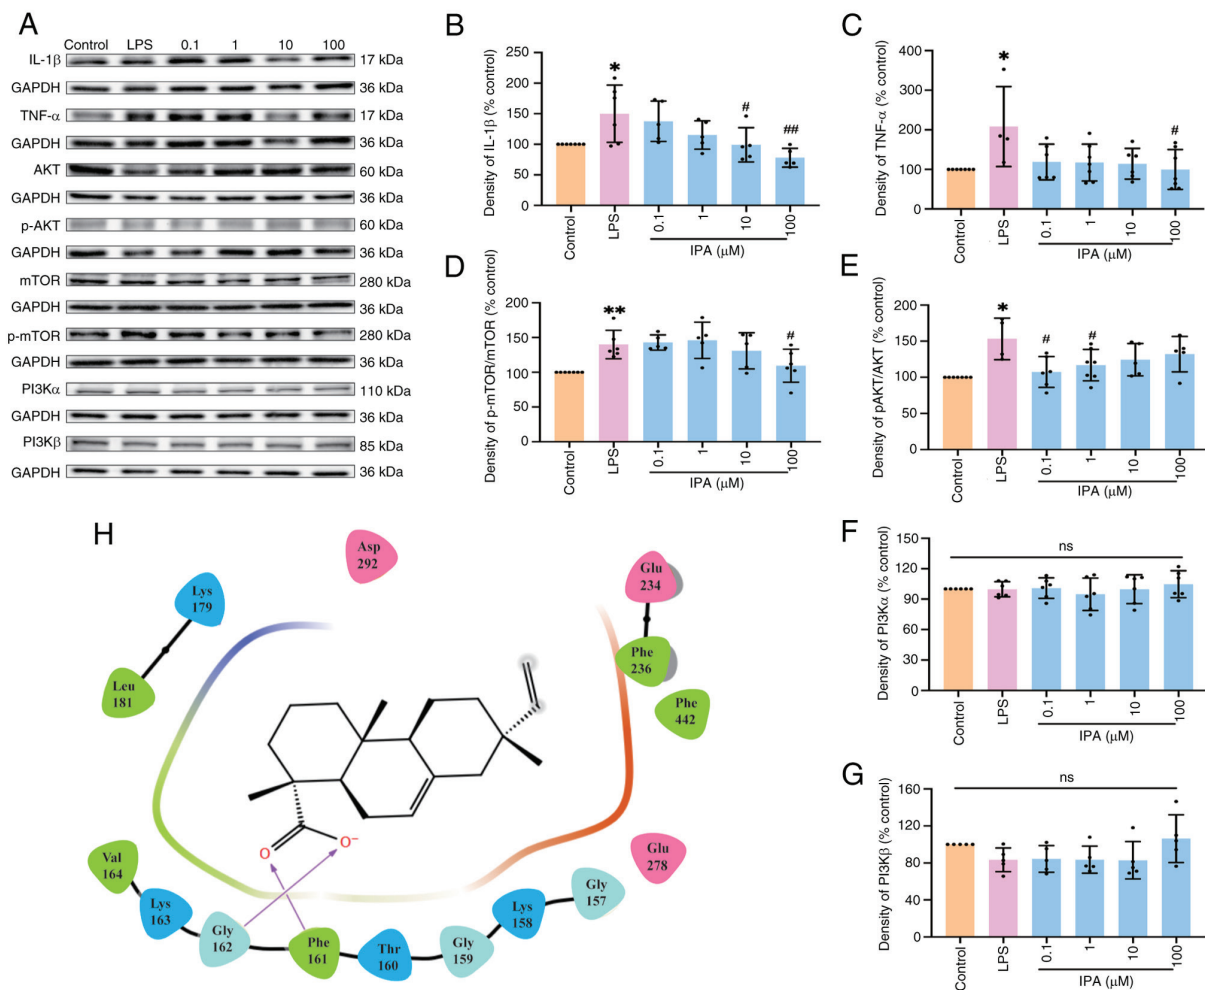 A
Control LPS 0.1 1 10 100
IL-1β 17 kDa
GAPDH 36 kDa
TNF-α 17 kDa
GAPDH 36 kDa
AKT 60 kDa
GAPDH 36 kDa
p-AKT 60 kDa
GAPDH 36 kDa
mTOR 280 kDa
GAPDH 36 kDa
p-mTOR 280 kDa
GAPDH 36 kDa
PI3Kα 110 kDa
GAPDH 36 kDa
PI3Kβ 85 kDa
GAPDH 36 kDa
B
Density of IL-1β (% control)
250
200
150
100
50
0
*
#
##
Control
LPS
0.1
1
10
100
IPA (μM)
C
Density of TNF-α (% control)
400
300
200
100
0
*
#
Control
LPS
0.1
1
10
100
IPA (μM)
D
Density of p-mTOR/mTOR (% control)
200
150
100
50
0
**
#
Control
LPS
0.1
1
10
100
IPA (μM)
E
Density of pAKT/AKT (% control)
200
150
100
50
0
*
#
#
Control
LPS
0.1
1
10
100
IPA (μM)
F
Density of PI3Kα (% control)
150
120
90
60
30
0
ns
Control
LPS
0.1
1
10
100
IPA (μM)
G
Density of PI3Kβ (% control)
160
120
80
40
0
ns
Control
LPS
0.1
1
10
100
IPA (μM)
H
Asp
292
Lys
179
Leu
181
Glu
234
Phe
236
Phe
442
O
O⁻
Glu
278
Val
164
Lys
163
Gly
162
Phe
161
Thr
160
Gly
159
Lys
158
Gly
157